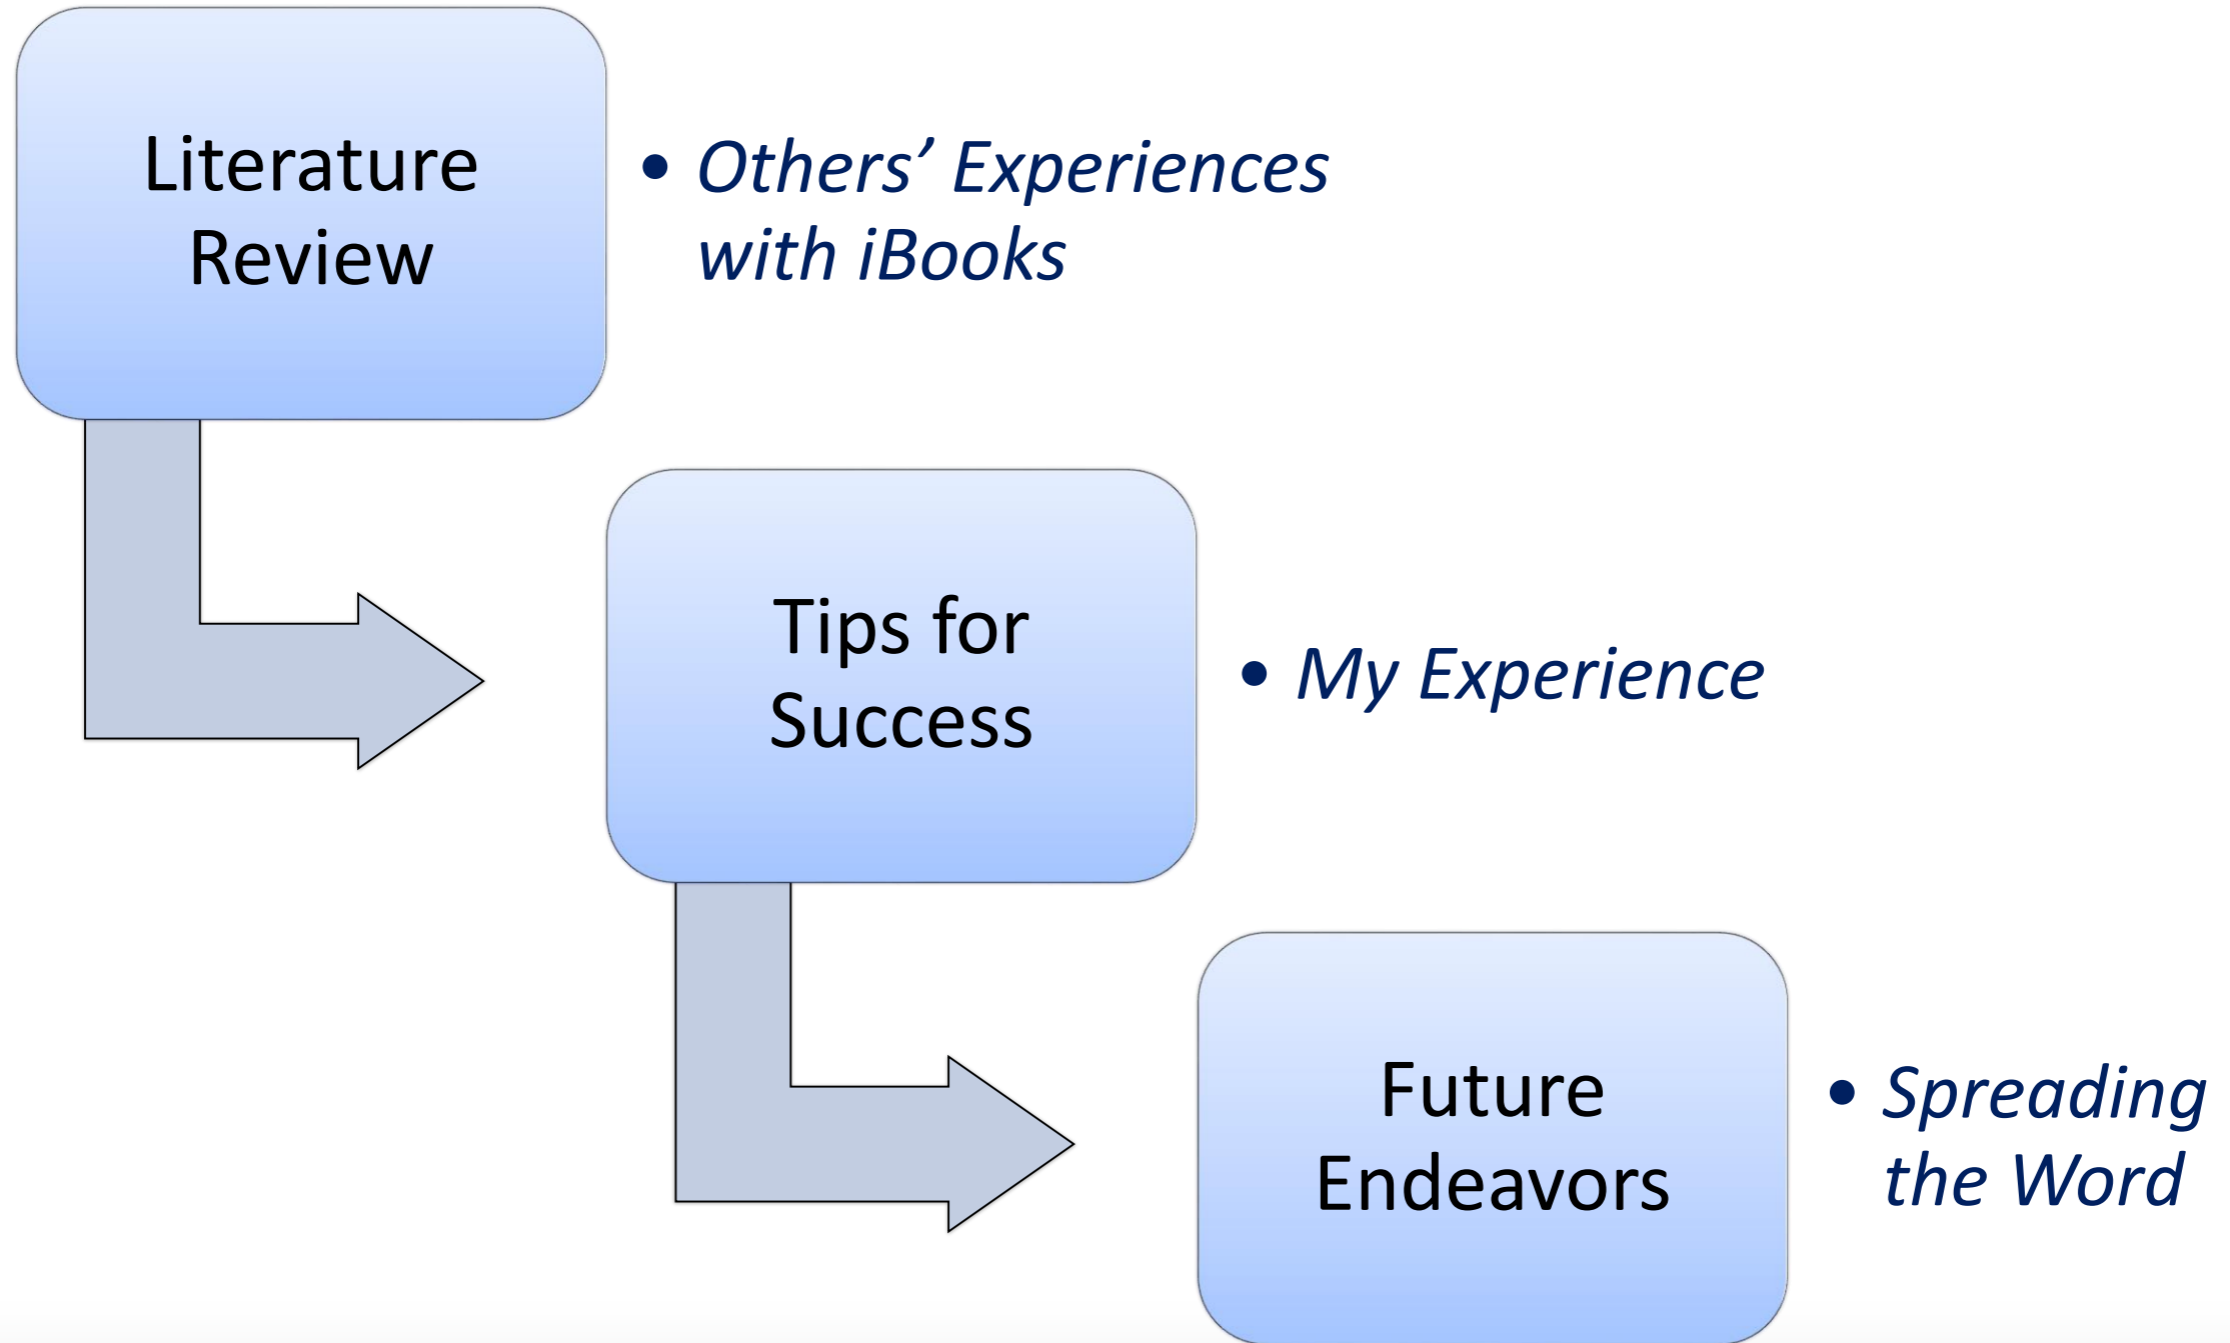 Literature
Review
• Others’ Experiences
with iBooks
Tips for
Success
• My Experience
Future
Endeavors
• Spreading
the Word